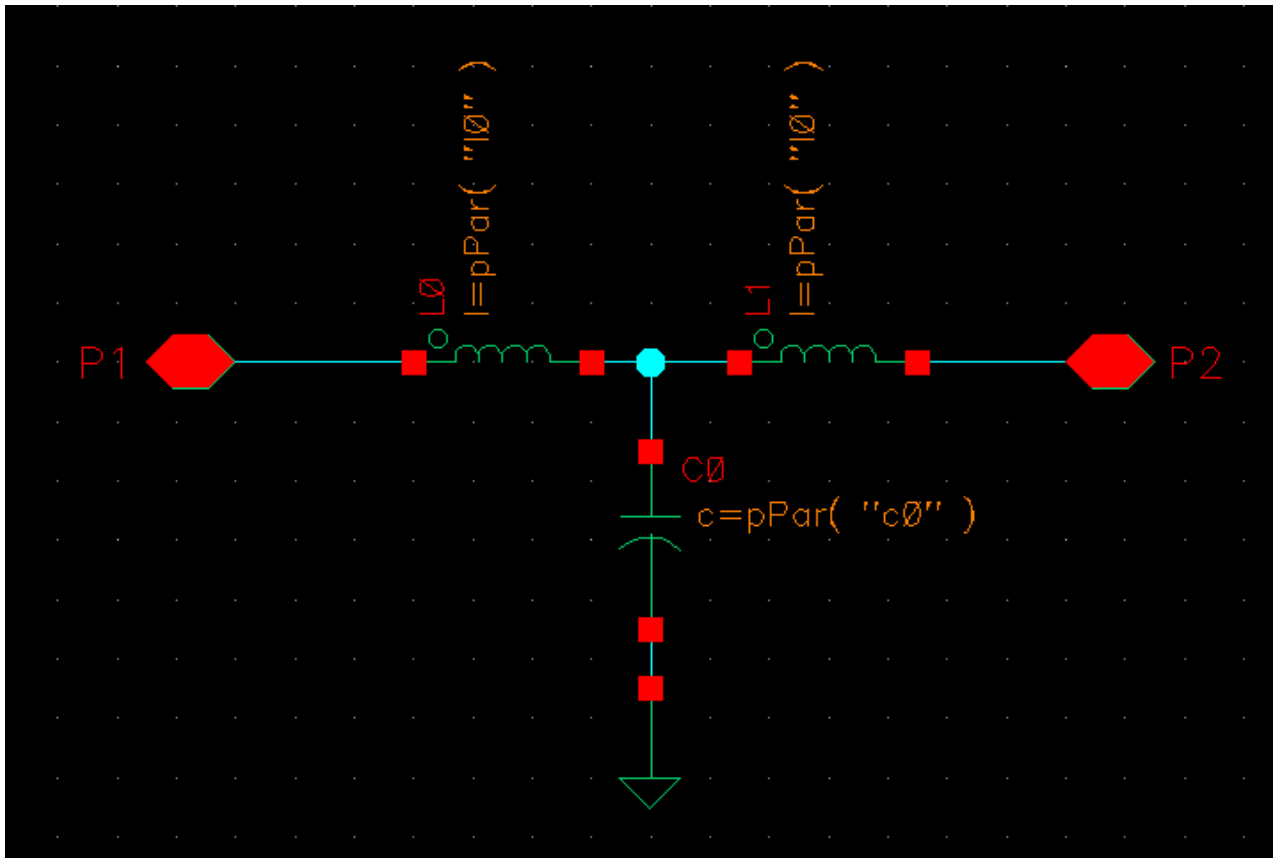 l=pPar( "l0" )
l=pPar( "l0" )
L0
L1
P1
P2
C0
c=pPar( "c0" )